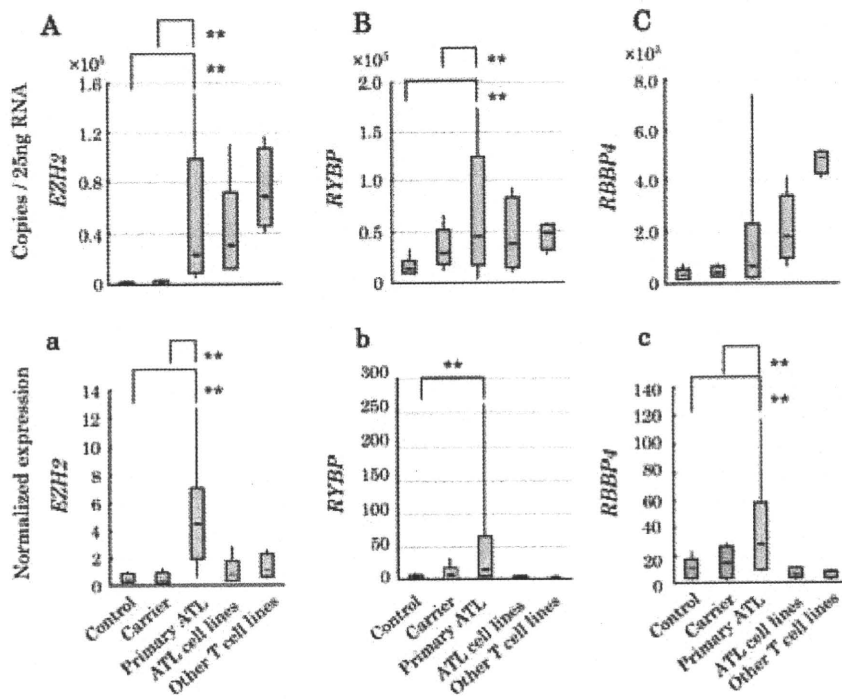 A
B
C
**
**
**
**
×10⁵
×10⁵
1.6
1.2
0.8
0.4
0
2.0
1.5
1.0
0.5
0
8.0
6.0
4.0
2.0
0
Copies / 25ng RNA
EZH2
RYBP
RBBP4
a
b
c
**
**
**
**
**
14
12
10
8
6
4
2
0
300
250
200
150
100
50
0
140
120
100
80
60
40
20
0
Normalized expression
EZH2
RYBP
RBBP4
Control
Carrier
Primary ATL
ATL cell lines
Other T cell lines
Control
Carrier
Primary ATL
ATL cell lines
Other T cell lines
Control
Carrier
Primary ATL
ATL cell lines
Other T cell lines